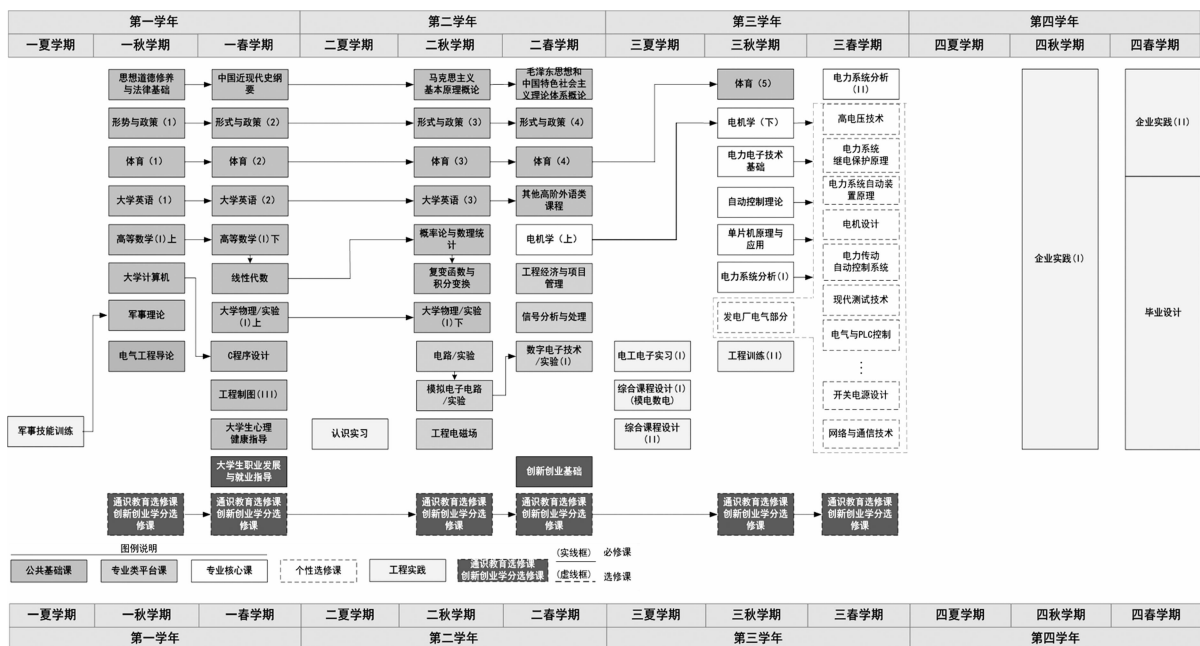 第一学年 第二学年 第三学年 第四学年
一夏学期 一秋学期 一春学期 二夏学期 二秋学期 二春学期 三夏学期 三秋学期 三春学期 四夏学期 四秋学期 四春学期
军事技能训练
思想道德修养
与法律基础
形势与政策(1)
体育(1)
大学英语(1)
高等数学(I)上
大学计算机
军事理论
电气工程导论
通识教育选修课
创新创业学分选
修课
中国近现代史纲
要
形式与政策(2)
体育(2)
大学英语(2)
高等数学(I)下
线性代数
大学物理/实验
(I)上
C程序设计
工程制图(III)
大学生心理
健康指导
大学生职业发展
与就业指导
通识教育选修课
创新创业学分选
修课
认识实习
马克思主义
基本原理概论
形式与政策(3)
体育(3)
大学英语(3)
概率论与数理统
计
复变函数与
积分变换
大学物理/实验
(I)下
电路/实验
模拟电子电路
/实验
工程电磁场
通识教育选修课
创新创业学分选
修课
毛泽东思想和
中国特色社会主
义理论体系概论
形式与政策(4)
体育(4)
其他高阶外语类
课程
电机学(上)
工程经济与项目
管理
信号分析与处理
数字电子技术
/实验(I)
创新创业基础
通识教育选修课
创新创业学分选
修课
电工电子实习(I)
综合课程设计(I)
(模电数电)
综合课程设计
(II)
体育(5)
电机学(下)
电力电子技术
基础
自动控制理论
单片机原理与
应用
电力系统分析(I)
发电厂电气部分
工程训练(II)
通识教育选修课
创新创业学分选
修课
电力系统分析
(II)
高电压技术
电力系统
继电保护原理
电力系统自动装
置原理
电机设计
电力传动
自动控制系统
现代测试技术
电气与PLC控制
⋮
开关电源设计
网络与通信技术
通识教育选修课
创新创业学分选
修课
企业实践(I)
企业实践(II)
毕业设计
图例说明
公共基础课 专业类平台课 专业核心课 个性选修课 工程实践
通识教育选修课
创新创业学分选修课
(实线框) 必修课
(虚线框) 选修课
一夏学期 一秋学期 一春学期 二夏学期 二秋学期 二春学期 三夏学期 三秋学期 三春学期 四夏学期 四秋学期 四春学期
第一学年 第二学年 第三学年 第四学年